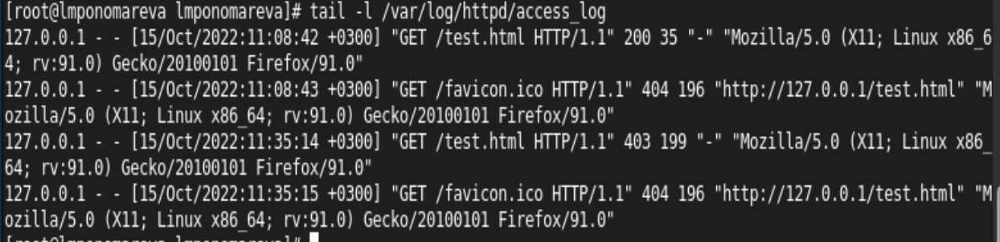 [root@lmponomareva lmponomareva]# tail -l /var/log/httpd/access_log
127.0.0.1 - - [15/Oct/2022:11:08:42 +0300] "GET /test.html HTTP/1.1" 200 35 "-" "Mozilla/5.0 (X11; Linux x86_6
4; rv:91.0) Gecko/20100101 Firefox/91.0"
127.0.0.1 - - [15/Oct/2022:11:08:43 +0300] "GET /favicon.ico HTTP/1.1" 404 196 "http://127.0.0.1/test.html" "M
ozilla/5.0 (X11; Linux x86_64; rv:91.0) Gecko/20100101 Firefox/91.0"
127.0.0.1 - - [15/Oct/2022:11:35:14 +0300] "GET /test.html HTTP/1.1" 403 199 "-" "Mozilla/5.0 (X11; Linux x86_
64; rv:91.0) Gecko/20100101 Firefox/91.0"
127.0.0.1 - - [15/Oct/2022:11:35:15 +0300] "GET /favicon.ico HTTP/1.1" 404 196 "http://127.0.0.1/test.html" "M
ozilla/5.0 (X11; Linux x86_64; rv:91.0) Gecko/20100101 Firefox/91.0"
[root@lmponomareva lmponomareva]#